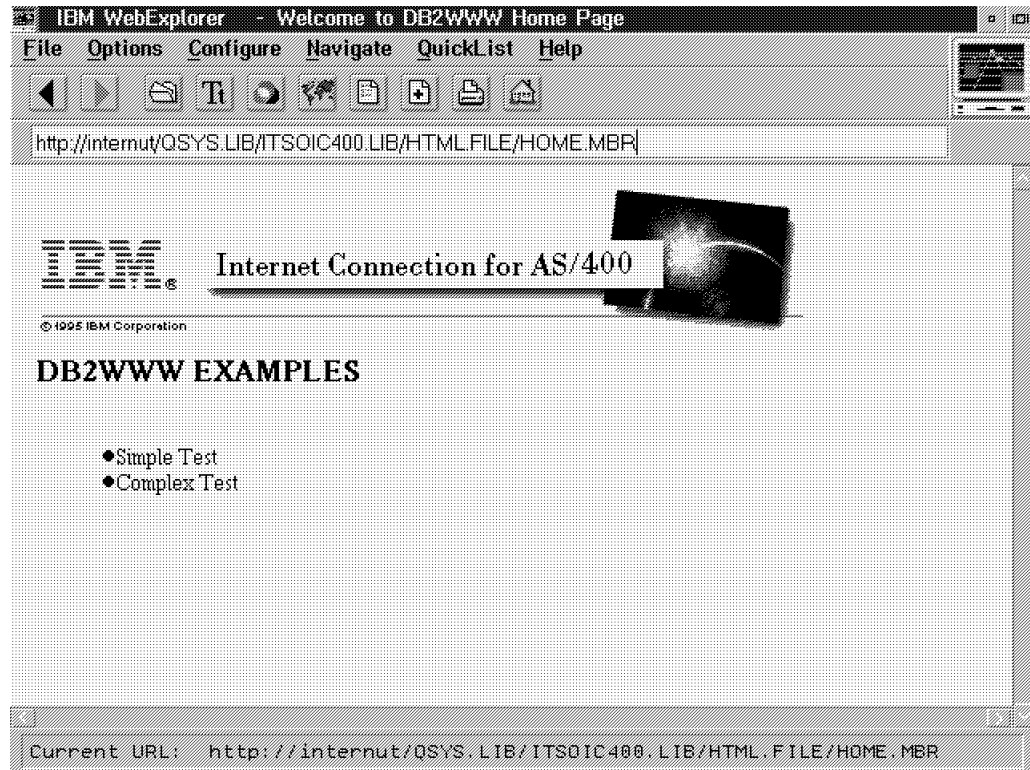 IBM WebExplorer - Welcome to DB2WWW Home Page
File Options Configure Navigate QuickList Help
Tt
http://internut/QSYS.LIB/ITSOIC400.LIB/HTML.FILE/HOME.MBR
IBM®
Internet Connection for AS/400
© 1995 IBM Corporation
DB2WWW EXAMPLES
●Simple Test
●Complex Test
Current URL: http://internut/QSYS.LIB/ITSOIC400.LIB/HTML.FILE/HOME.MBR